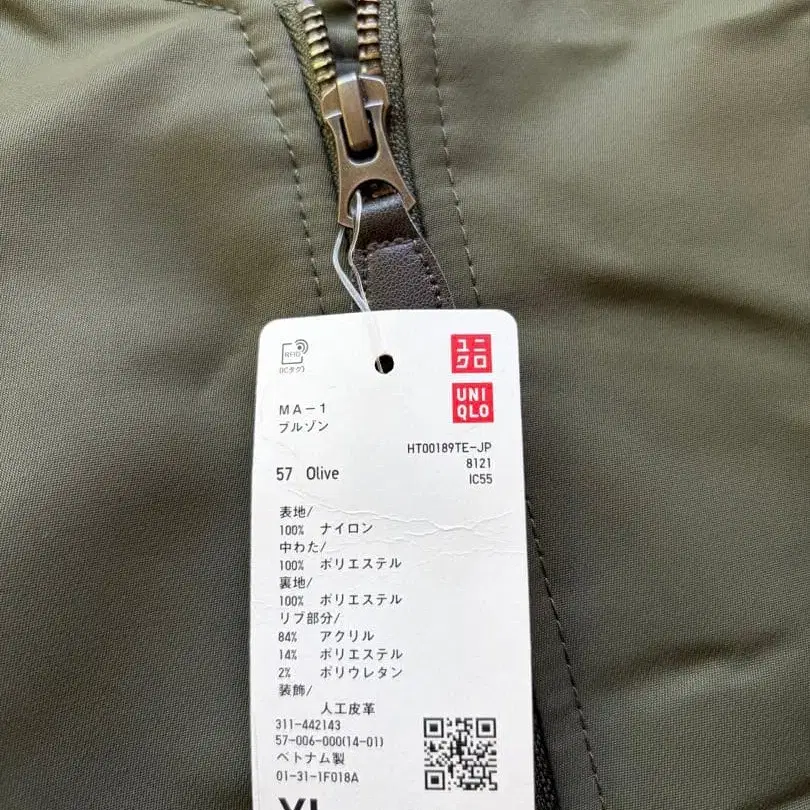 RFID
(ICタグ)
ユニ
クロ
UNI
QLO
MA-1
ブルゾン
HT00189TE-JP
57 Olive
8121
IC55
表地/
100% ナイロン
中わた/
100% ポリエステル
裏地/
100% ポリエステル
リブ部分/
84% アクリル
14% ポリエステル
2% ポリウレタン
装飾/
人工皮革
311-442143
57-006-000(14-01)
ベトナム製
01-31-1F018A
XL